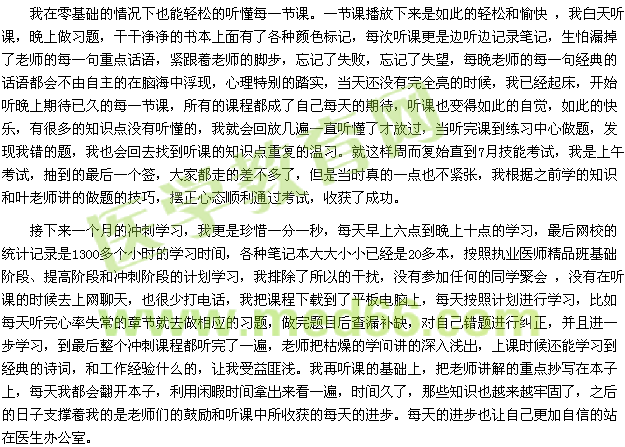 我在零基础的情况下也能轻松的听懂每一节课。一节课播放下来是如此的轻松和愉快 ，我白天听
课，晚上做习题，干干净净的书本上面有了各种颜色标记，每次听课更是边听边记录笔记，生怕漏掉
了老师的每一句重点话语，紧跟着老师的脚步，忘记了失败，忘记了失望，每晚老师的每一句经典的
话语都会不由自主的在脑海中浮现，心理特别的踏实，当天还没有完全亮的时候，我已经起床，开始
听晚上期待已久的每一节课，所有的课程都成了自己每天的期待，听课也变得如此的自觉，如此的快
乐，有很多的知识点没有听懂的，我就会回放几遍一直听懂了才放过，当听完课到练习中心做题，发
现我错的题，我也会回去找到听课的知识点重复的温习。就这样周而复始直到7月技能考试，我是上午
考试，抽到的最后一个签，大家都走的差不多了，但是当时真的一点也不紧张，我根据之前学的知识
和叶老师讲的做题的技巧，摆正心态顺利通过考试，收获了成功。
接下来一个月的冲刺学习，我更是珍惜一分一秒，每天早上六点到晚上十点的学习，最后网校的
统计记录是1300多个小时的学习时间，各种笔记本大大小小已经是20多本，按照执业医师精品班基础
阶段、提高阶段和冲刺阶段的计划学习，我排除了所以的干扰，没有参加任何的同学聚会 ，没有在听
课的时候去上网聊天，也很少打电话，我把课程下载到了平板电脑上，每天按照计划进行学习，比如
每天听完心率失常的章节就去做相应的习题，做完题目后查漏补缺，对自己错题进行纠正，并且进一
步学习，到最后整个冲刺课程都听完了一遍，老师把枯燥的学问讲的深入浅出，上课时候还能学习到
经典的诗词，和工作经验什么的，让我受益匪浅。我再听课的基础上，把老师讲解的重点抄写在本子
上，每天我都会翻开本子，利用闲暇时间拿出来看一遍，时间久了，那些知识也越来越牢固了，之后
的日子支撑着我的是老师们的鼓励和听课中所收获的每天的进步。每天的进步也让自己更加自信的站
在医生办公室。
医学教育网
www.med66.com